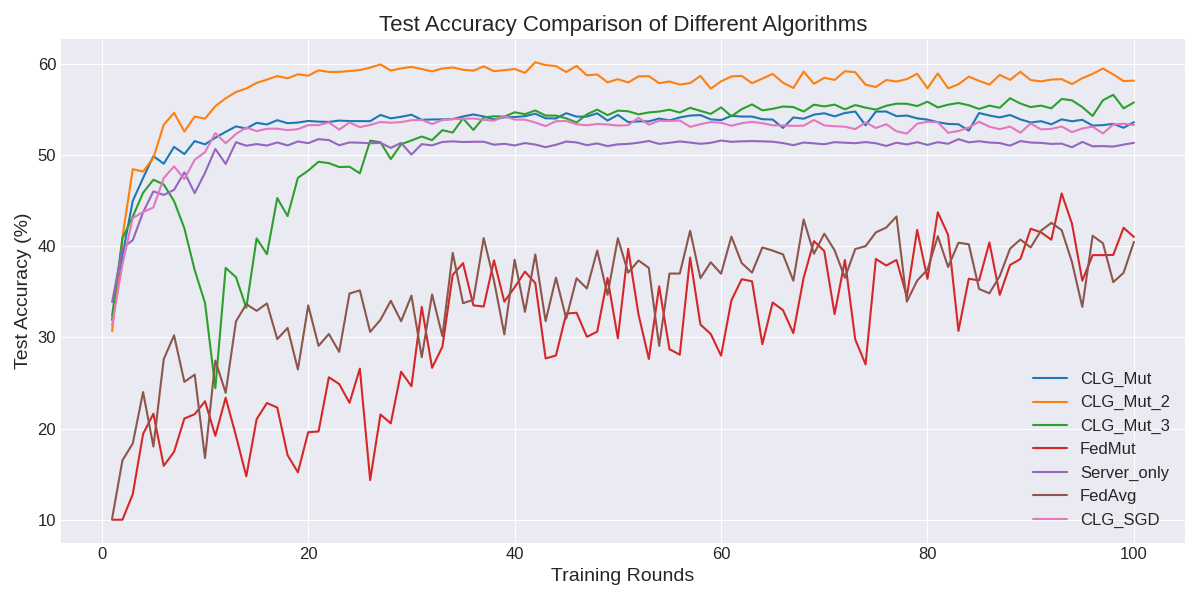 Test Accuracy Comparison of Different Algorithms
Test Accuracy (%)
60
50
40
30
20
10
0
20
40
60
80
100
Training Rounds
CLG_Mut
CLG_Mut_2
CLG_Mut_3
FedMut
Server_only
FedAvg
CLG_SGD